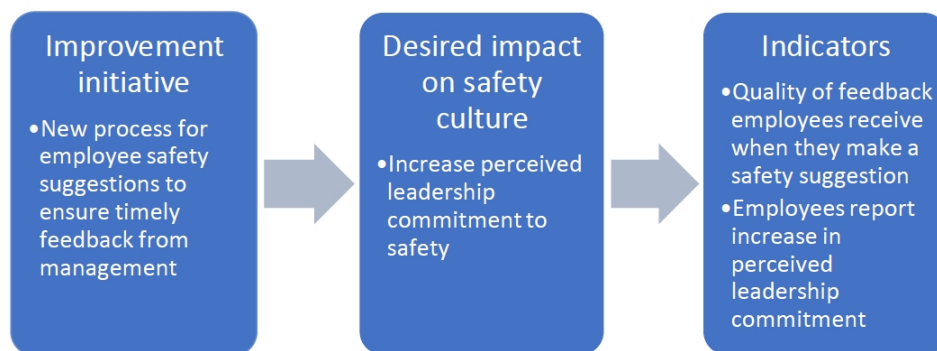 Improvement
initiative
•New process for
employee safety
suggestions to
ensure timely
feedback from
management
Desired impact
on safety
culture
•Increase perceived
leadership
commitment to
safety
Indicators
•Quality of feedback
employees receive
when they make a
safety suggestion
•Employees report
increase in
perceived
leadership
commitment